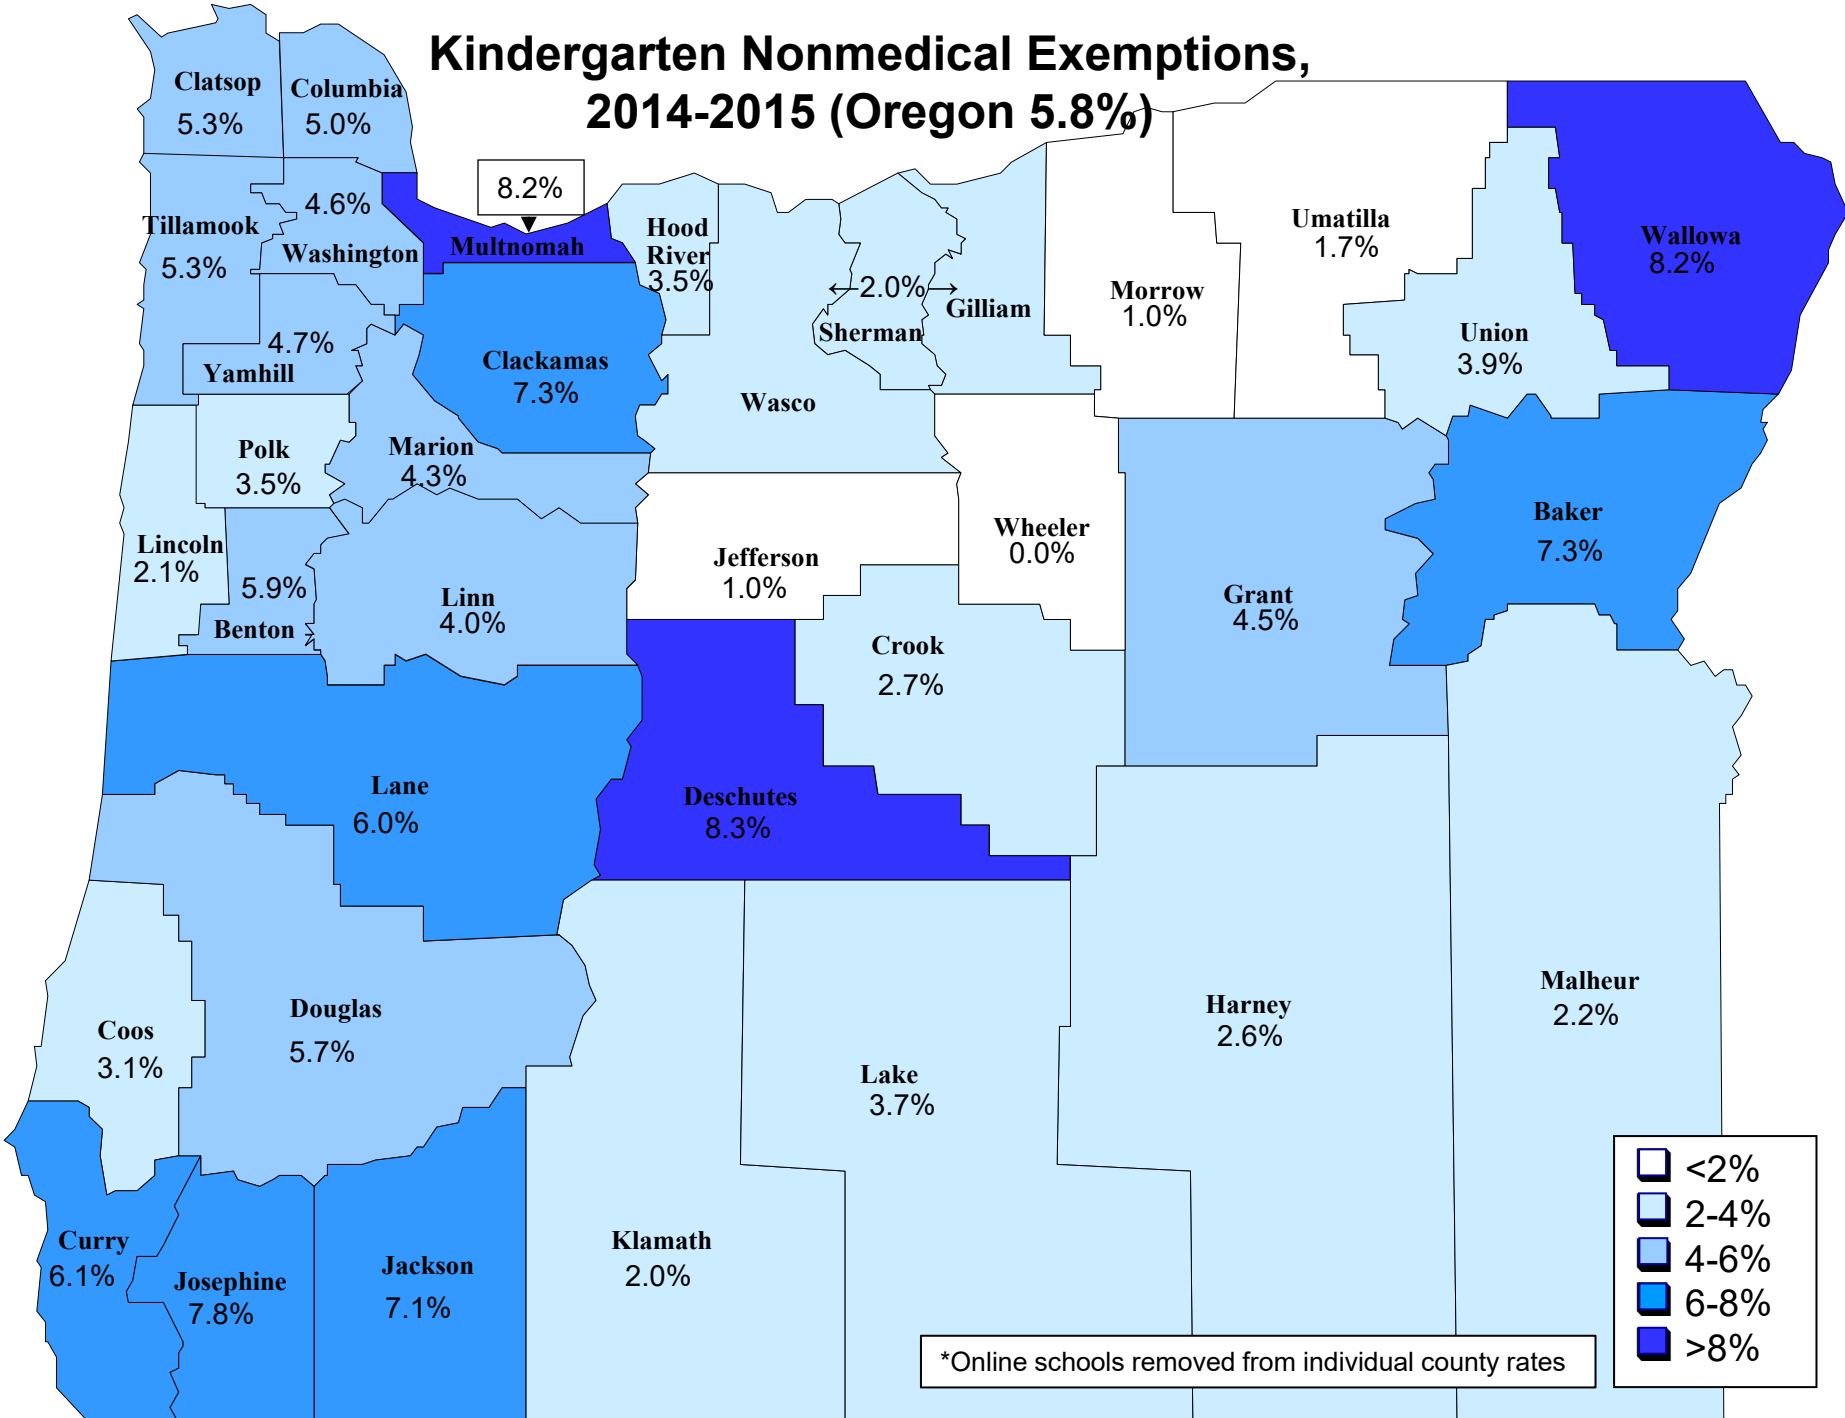 Kindergarten Nonmedical Exemptions,
2014-2015 (Oregon 5.8%)
Clatsop
5.3%
Columbia
5.0%
8.2%
Multnomah
Tillamook
5.3%
4.6%
Washington
Hood
River
3.5%
←2.0%→
Sherman
Gilliam
Morrow
1.0%
Umatilla
1.7%
Wallowa
8.2%
Union
3.9%
4.7%
Yamhill
Clackamas
7.3%
Wasco
Polk
3.5%
Marion
4.3%
Lincoln
2.1%
5.9%
Benton
Linn
4.0%
Jefferson
1.0%
Wheeler
0.0%
Grant
4.5%
Baker
7.3%
Crook
2.7%
Lane
6.0%
Deschutes
8.3%
Coos
3.1%
Douglas
5.7%
Harney
2.6%
Malheur
2.2%
Lake
3.7%
Curry
6.1%
Josephine
7.8%
Jackson
7.1%
Klamath
2.0%
<2%
2-4%
4-6%
6-8%
>8%
*Online schools removed from individual county rates